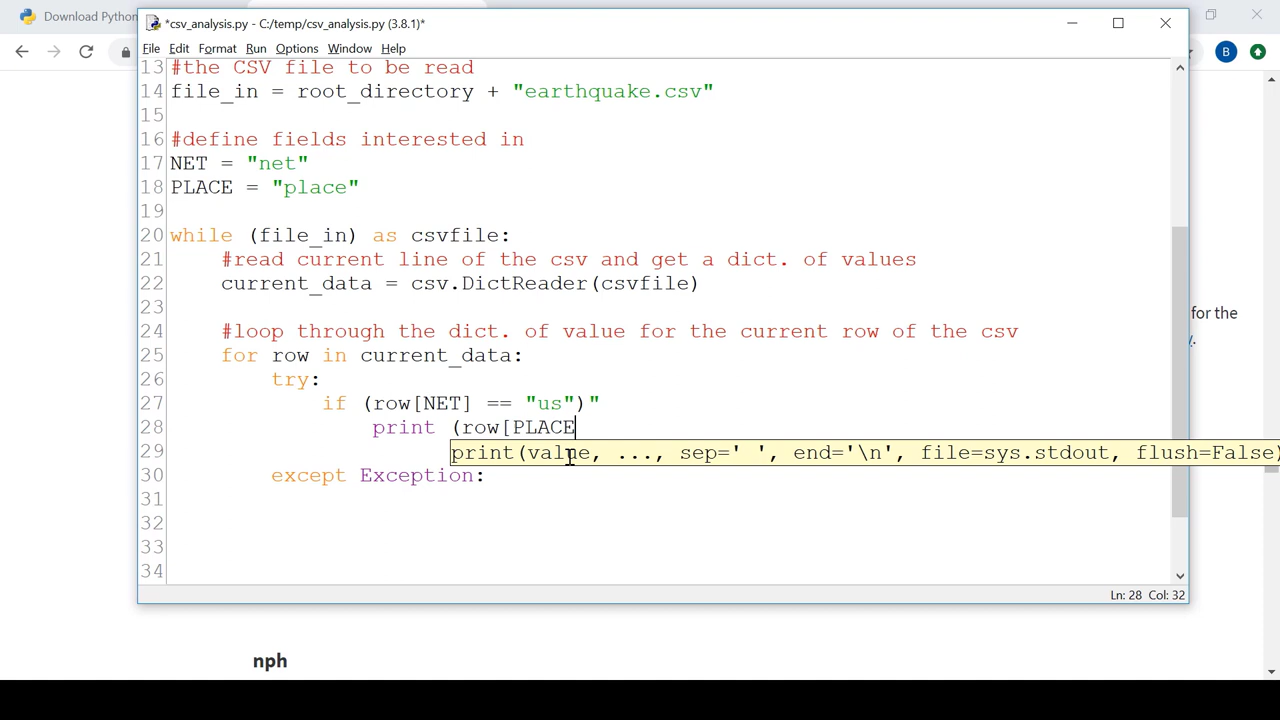 Download Python
*csv_analysis.py - C:/temp/csv_analysis.py (3.8.1)*
File Edit Format Run Options Window Help
B
13 #the CSV file to be read
14 file_in = root_directory + "earthquake.csv"
15
16 #define fields interested in
17 NET = "net"
18 PLACE = "place"
19
20 while (file_in) as csvfile:
21 #read current line of the csv and get a dict. of values
22 current_data = csv.DictReader(csvfile)
23
24 #loop through the dict. of value for the current row of the csv
25 for row in current_data:
26 try:
27 if (row[NET] == "us")"
28 print (row[PLACE
29 print(value, ..., sep=' ', end='\n', file=sys.stdout, flush=False)
30 except Exception:
31
32
33
34
Ln: 28 Col: 32
for the
y.
nph